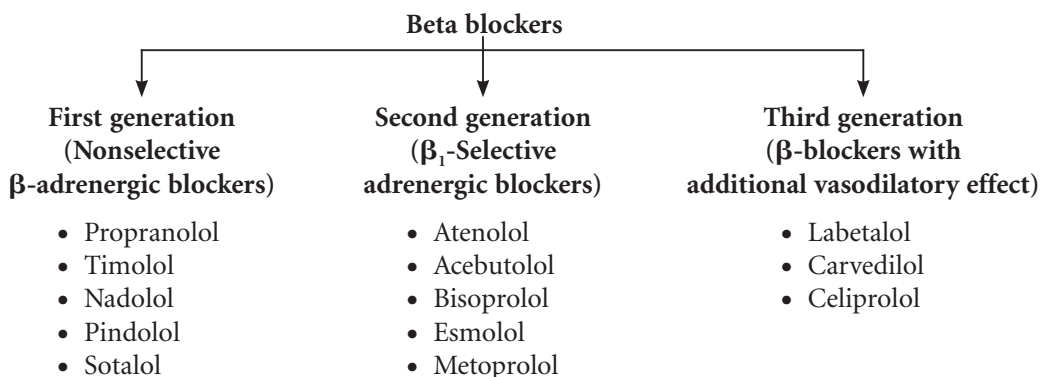 Beta blockers
First generation
(Nonselective
β-adrenergic blockers)
• Propranolol
• Timolol
• Nadolol
• Pindolol
• Sotalol
Second generation
(β₁-Selective
adrenergic blockers)
• Atenolol
• Acebutolol
• Bisoprolol
• Esmolol
• Metoprolol
Third generation
(β-blockers with
additional vasodilatory effect)
• Labetalol
• Carvedilol
• Celiprolol